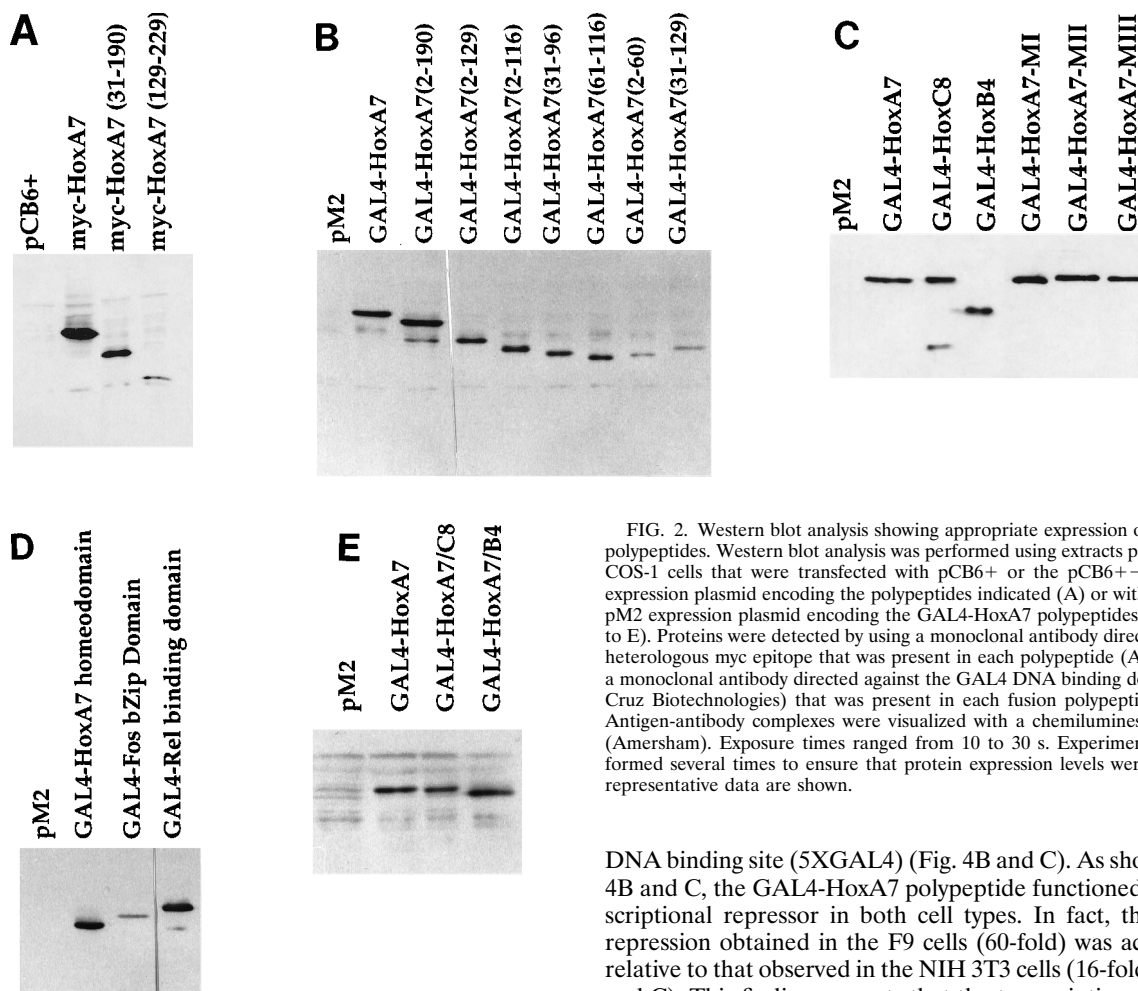 A
pCB6+
myc-HoxA7
myc-HoxA7 (31-190)
myc-HoxA7 (129-229)
B
pM2
GAL4-HoxA7
GAL4-HoxA7(2-190)
GAL4-HoxA7(2-129)
GAL4-HoxA7(2-116)
GAL4-HoxA7(31-96)
GAL4-HoxA7(61-116)
GAL4-HoxA7(2-60)
GAL4-HoxA7(31-129)
C
pM2
GAL4-HoxA7
GAL4-HoxC8
GAL4-HoxB4
GAL4-HoxA7-MI
GAL4-HoxA7-MII
GAL4-HoxA7-MIII
D
pM2
GAL4-HoxA7 homeodomain
GAL4-Fos bZip Domain
GAL4-Rel binding domain
E
pM2
GAL4-HoxA7
GAL4-HoxA7/C8
GAL4-HoxA7/B4
FIG. 2. Western blot analysis showing appropriate expression
polypeptides. Western blot analysis was performed using extracts
COS-1 cells that were transfected with pCB6+ or the pCB6+-
expression plasmid encoding the polypeptides indicated (A) or
pM2 expression plasmid encoding the GAL4-HoxA7 polypeptides
to E). Proteins were detected by using a monoclonal antibody
heterologous myc epitope that was present in each polypeptide
a monoclonal antibody directed against the GAL4 DNA binding
Cruz Biotechnologies) that was present in each fusion
Antigen-antibody complexes were visualized with a
(Amersham). Exposure times ranged from 10 to 30 s.
formed several times to ensure that protein expression levels
representative data are shown.
DNA binding site (5XGAL4) (Fig. 4B and C). As
4B and C, the GAL4-HoxA7 polypeptide functioned
scriptional repressor in both cell types. In fact,
repression obtained in the F9 cells (60-fold) was
relative to that observed in the NIH 3T3 cells (16-fold